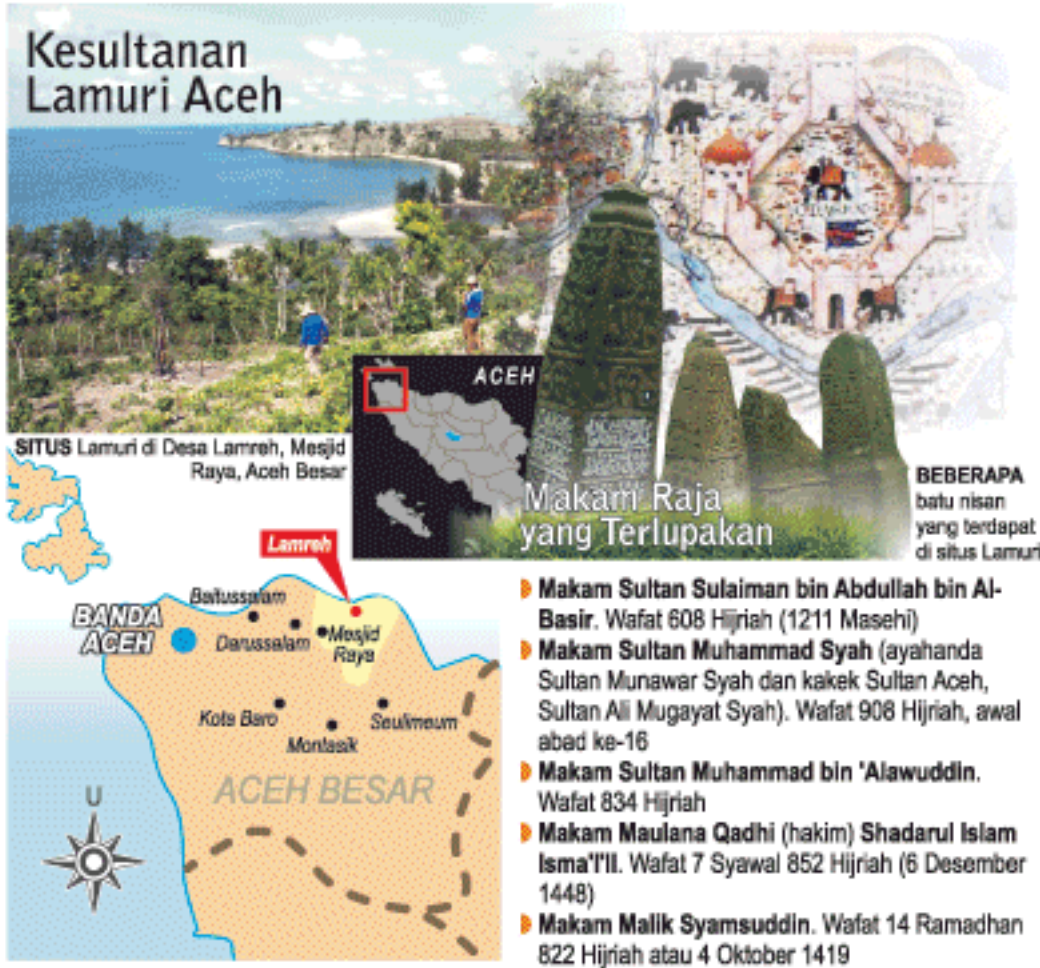 Kesultanan
Lamuri Aceh
SITUS Lamuri di Desa Lamreh, Mesjid
Raya, Aceh Besar
ACEH
Makam Raja
yang Terlupakan
BEBERAPA
batu nisan
yang terdapat
di situs Lamuri
Lamreh
Baitussalam
BANDA
ACEH
Darussalam
Mesjid
Raya
Kota Baro
Seulimeum
Montasik
ACEH BESAR
U
Makam Sultan Sulaiman bin Abdullah bin Al-
Basir. Wafat 608 Hijriah (1211 Masehi)
Makam Sultan Muhammad Syah (ayahanda
Sultan Munawar Syah dan kakek Sultan Aceh,
Sultan Ali Mugayat Syah). Wafat 908 Hijriah, awal
abad ke-16
Makam Sultan Muhammad bin 'Alawuddin.
Wafat 834 Hijriah
Makam Maulana Qadhi (hakim) Shadarul Islam
Isma'i'il. Wafat 7 Syawal 852 Hijriah (6 Desember
1448)
Makam Malik Syamsuddin. Wafat 14 Ramadhan
822 Hijriah atau 4 Oktober 1419